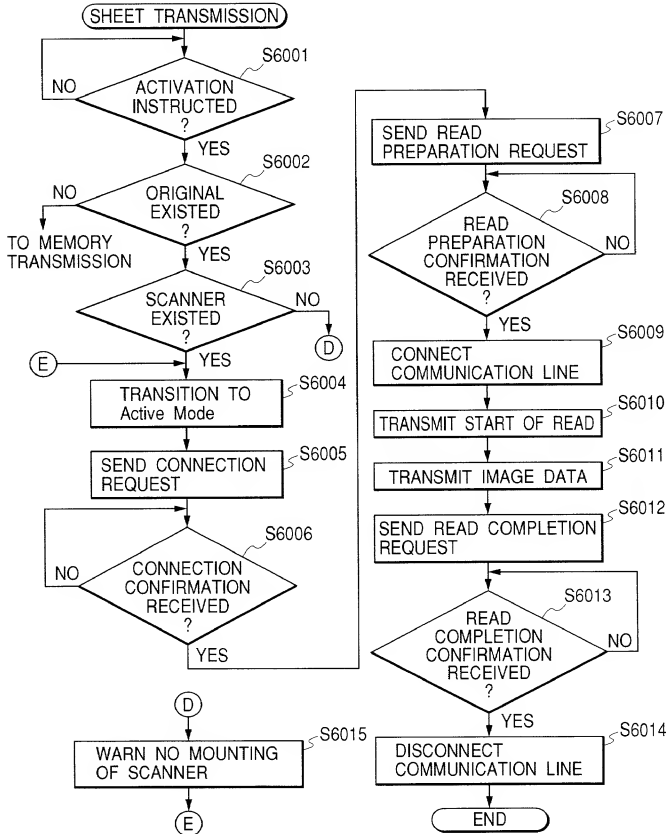 SHEET TRANSMISSION
S6001
ACTIVATION
INSTRUCTED
?
NO
YES
S6002
ORIGINAL
EXISTED
?
NO
TO MEMORY
TRANSMISSION
YES
S6003
SCANNER
EXISTED
?
NO
D
YES
E
S6004
TRANSITION TO
Active Mode
S6005
SEND CONNECTION
REQUEST
S6006
CONNECTION
CONFIRMATION
RECEIVED
?
NO
YES
D
S6015
WARN NO MOUNTING
OF SCANNER
E
S6007
SEND READ
PREPARATION REQUEST
S6008
READ
PREPARATION
CONFIRMATION
RECEIVED
?
NO
YES
S6009
CONNECT
COMMUNICATION LINE
S6010
TRANSMIT START OF READ
S6011
TRANSMIT IMAGE DATA
S6012
SEND READ COMPLETION
REQUEST
S6013
READ
COMPLETION
CONFIRMATION
RECEIVED
?
NO
YES
S6014
DISCONNECT
COMMUNICATION LINE
END